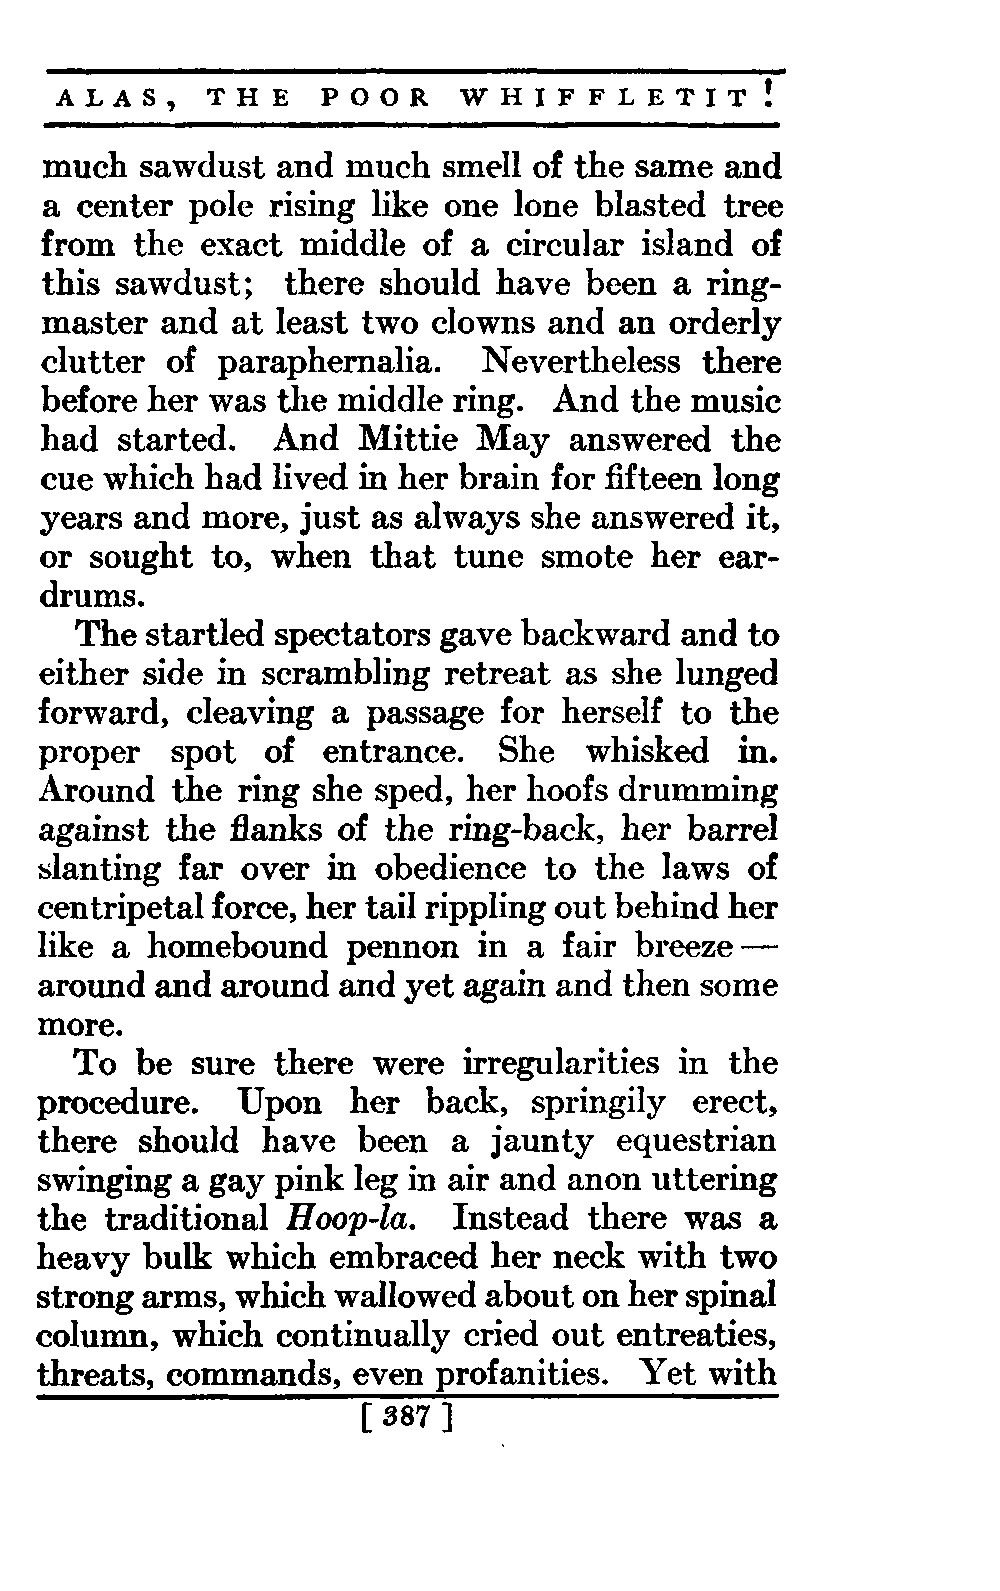 ALAS, THE POOR WHIFFLETIT!
much sawdust and much smell of the same and
a center pole rising like one lone blasted tree
from the exact middle of a circular island of
this sawdust; there should have been a ring-
master and at least two clowns and an orderly
clutter of paraphernalia. Nevertheless there
before her was the middle ring. And the music
had started. And Mittie May answered the
cue which had lived in her brain for fifteen long
years and more, just as always she answered it,
or sought to, when that tune smote her ear-
drums.
The startled spectators gave backward and to
either side in scrambling retreat as she lunged
forward, cleaving a passage for herself to the
proper spot of entrance. She whisked in.
Around the ring she sped, her hoofs drumming
against the flanks of the ring-back, her barrel
slanting far over in obedience to the laws of
centripetal force, her tail rippling out behind her
like a homebound pennon in a fair breeze—
around and around and yet again and then some
more.
To be sure there were irregularities in the
procedure. Upon her back, springily erect,
there should have been a jaunty equestrian
swinging a gay pink leg in air and anon uttering
the traditional Hoop-la. Instead there was a
heavy bulk which embraced her neck with two
strong arms, which wallowed about on her spinal
column, which continually cried out entreaties,
threats, commands, even profanities. Yet with
[ 387 ]